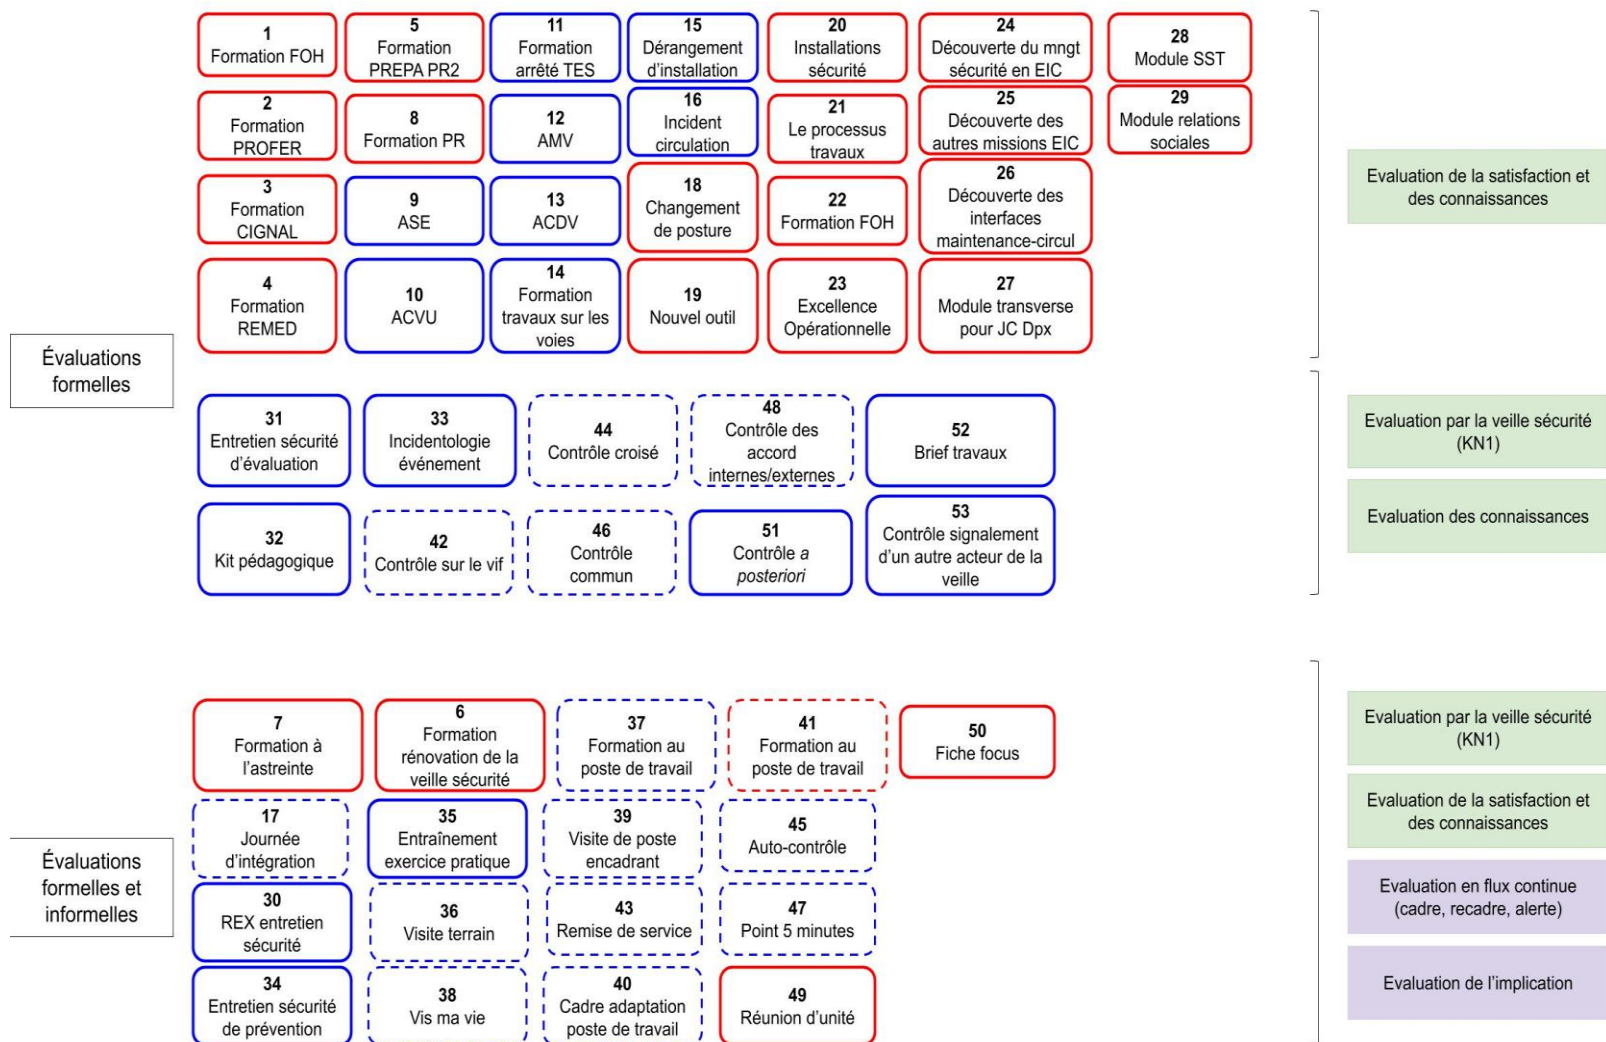 Évaluations
formelles
1
Formation FOH
5
Formation
PREPA PR2
11
Formation
arrêté TES
15
Dérangement
d'installation
20
Installations
sécurité
24
Découverte du mngt
sécurité en EIC
28
Module SST
2
Formation
PROFER
8
Formation PR
12
AMV
16
Incident
circulation
21
Le processus
travaux
25
Découverte des
autres missions EIC
29
Module relations
sociales
3
Formation
CIGNAL
9
ASE
13
ACDV
18
Changement
de posture
22
Formation FOH
26
Découverte des
interfaces
maintenance-circul
4
Formation
REMED
10
ACVU
14
Formation
travaux sur les
voies
19
Nouvel outil
23
Excellence
Opérationnelle
27
Module transverse
pour JC Dpx
Evaluation de la satisfaction et
des connaissances
31
Entretien sécurité
d'évaluation
33
Incidentologie
événement
44
Contrôle croisé
48
Contrôle des
accord
internes/externes
52
Brief travaux
32
Kit pédagogique
42
Contrôle sur le vif
46
Contrôle
commun
51
Contrôle a
posteriori
53
Contrôle signalement
d'un autre acteur de la
veille
Evaluation par la veille sécurité
(KN1)
Evaluation des connaissances
Évaluations
formelles et
informelles
7
Formation à
l'astreinte
6
Formation
rénovation de la
veille sécurité
37
Formation au
poste de travail
41
Formation au
poste de travail
50
Fiche focus
17
Journée
d'intégration
35
Entraînement
exercice pratique
39
Visite de poste
encadrant
45
Auto-contrôle
30
REX entretien
sécurité
36
Visite terrain
43
Remise de service
47
Point 5 minutes
34
Entretien sécurité
de prévention
38
Vis ma vie
40
Cadre adaptation
poste de travail
49
Réunion d'unité
Evaluation par la veille sécurité
(KN1)
Evaluation de la satisfaction et
des connaissances
Evaluation en flux continue
(cadre, recadre, alerte)
Evaluation de l'implication